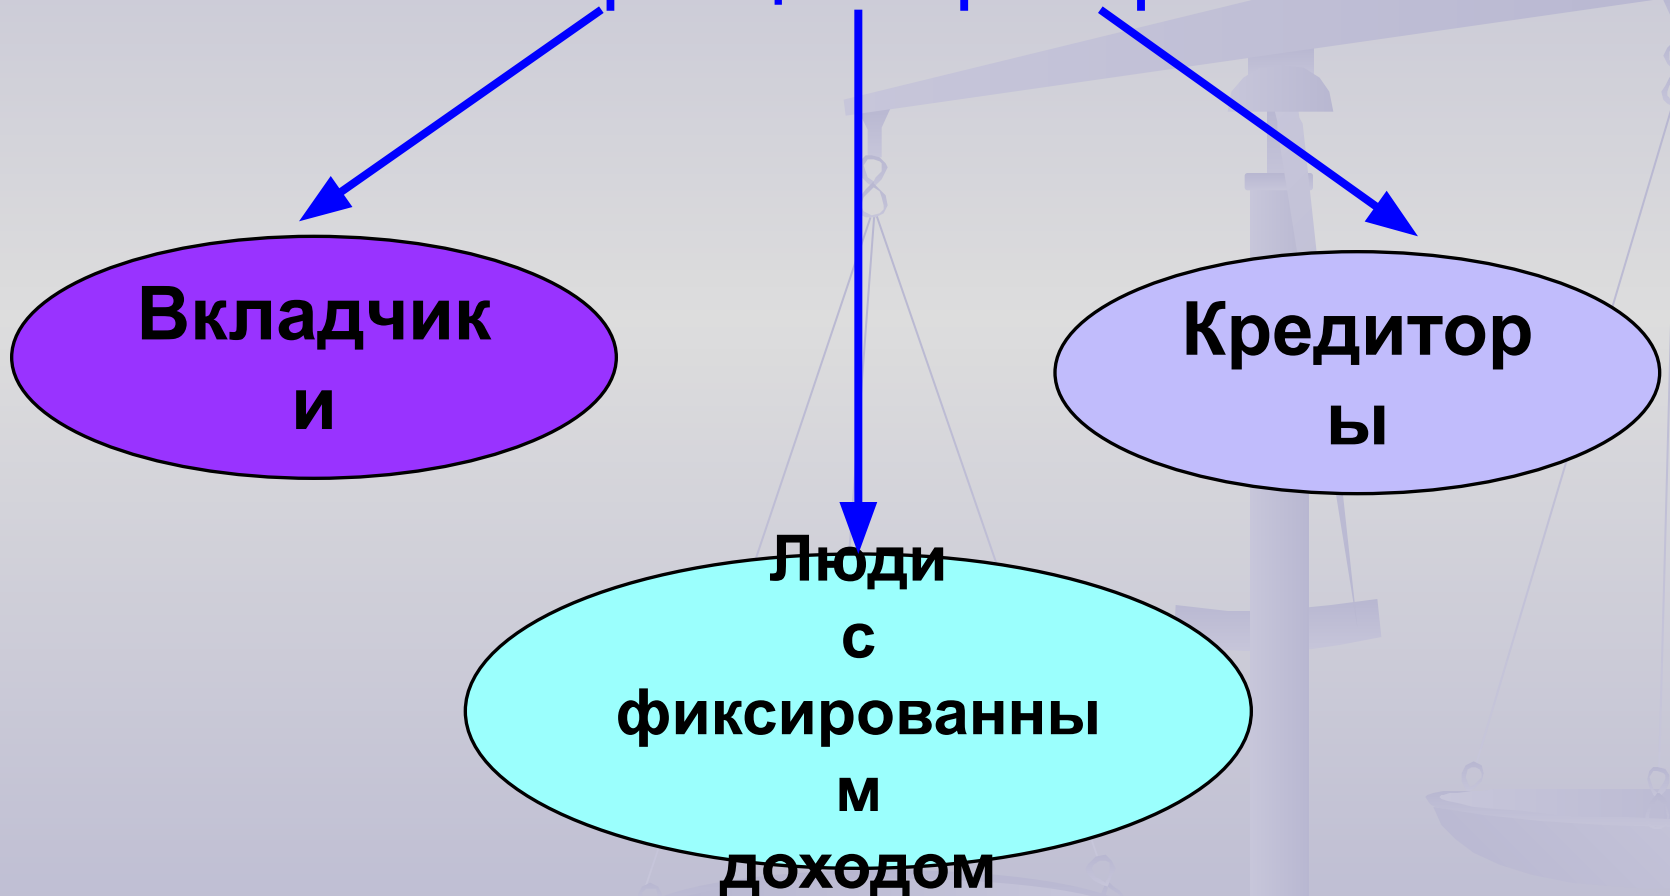 Вкладчик
и
Кредитор
ы
Люди
с
фиксированны
м
доходом